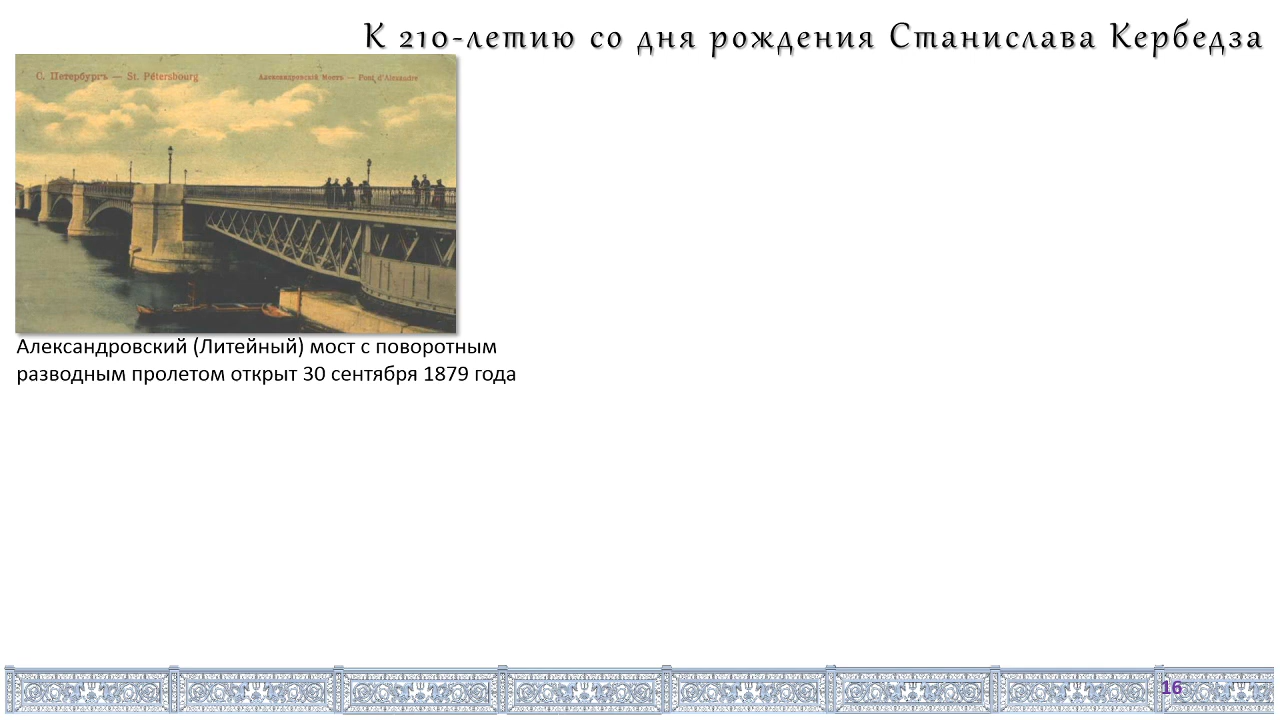 К 210-летию со дня рождения Станислава Кербедза
С. Петербургъ — St. Pétersbourg
Александровскій Мостъ — Pont d'Alexandre
Александровский (Литейный) мост с поворотным
разводным пролетом открыт 30 сентября 1879 года
16